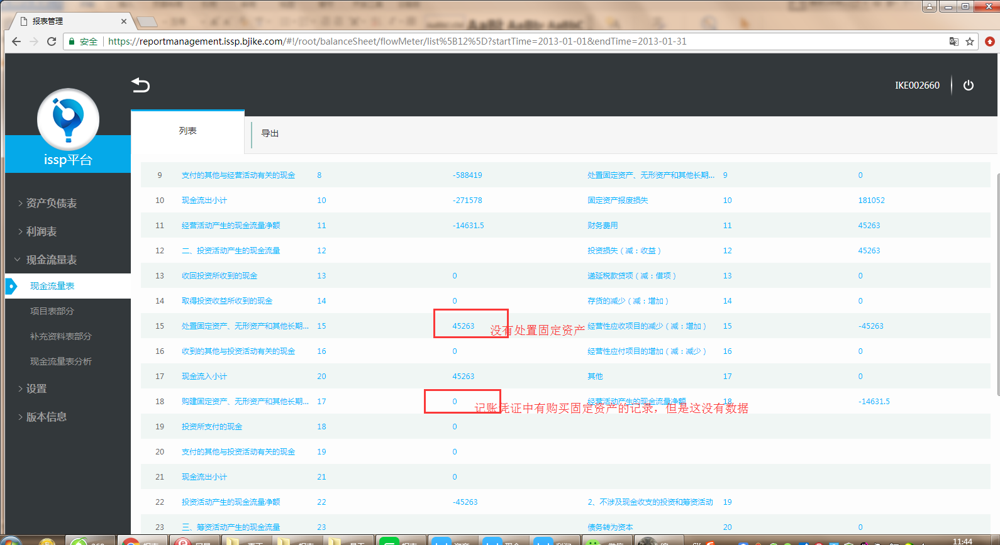 报表管理
安全 https://reportmanagement.issp.bjike.com/#!/root/balanceSheet/flowMeter/list%5B12%5D?startTime=2013-01-01&endTime=2013-01-31
IKE002660
issp平台
列表 导出
资产负债表
利润表
现金流量表
现金流量表
项目表部分
补充资料表部分
现金流量表分析
设置
版本信息
9 支付的其他与经营活动有关的现金 8 -588419 处置固定资产、无形资产和其他长期... 9 0
10 现金流出小计 10 -271578 固定资产报废损失 10 181052
11 经营活动产生的现金流量净额 11 -14631.5 财务费用 11 45263
12 二、投资活动产生的现金流量 12 投资损失（减：收益） 12 45263
13 收回投资所收到的现金 13 0 递延税款贷项（减：借项） 13 0
14 取得投资收益所收到的现金 14 0 存货的减少（减：增加） 14 0
15 处置固定资产、无形资产和其他长期... 15 45263 没有处置固定资产 经营性应收项目的减少（减：增加） 15 -45263
16 收到的其他与投资活动有关的现金 16 0 经营性应付项目的增加（减：减少） 16 0
17 现金流入小计 20 45263 其他 17 0
18 购建固定资产、无形资产和其他长期... 17 0 经营活动产生的现金流量净额 18 -14631.5
记账凭证中有购买固定资产的记录，但是这没有数据
19 投资所支付的现金 18 0
20 支付的其他与投资活动有关的现金 19 0
21 现金流出小计 21 0
22 投资活动产生的现金流量净额 22 -45263 2、不涉及现金收支的投资和筹资活动 19
23 三、筹资活动产生的现金流量 23 债务转为资本 20 0
11:44